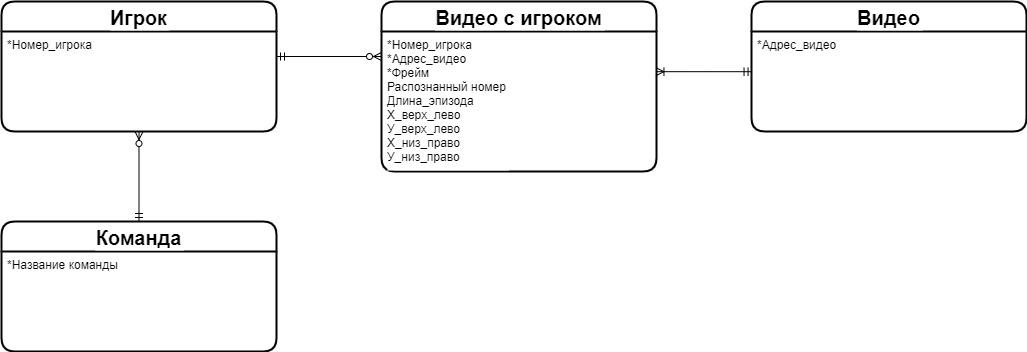 Игрок
*Номер_игрока
Видео с игроком
*Номер_игрока
*Адрес_видео
*Фрейм
Распознанный номер
Длина_эпизода
Х_верх_лево
У_верх_лево
Х_низ_право
У_низ_право
Видео
*Адрес_видео
Команда
*Название команды